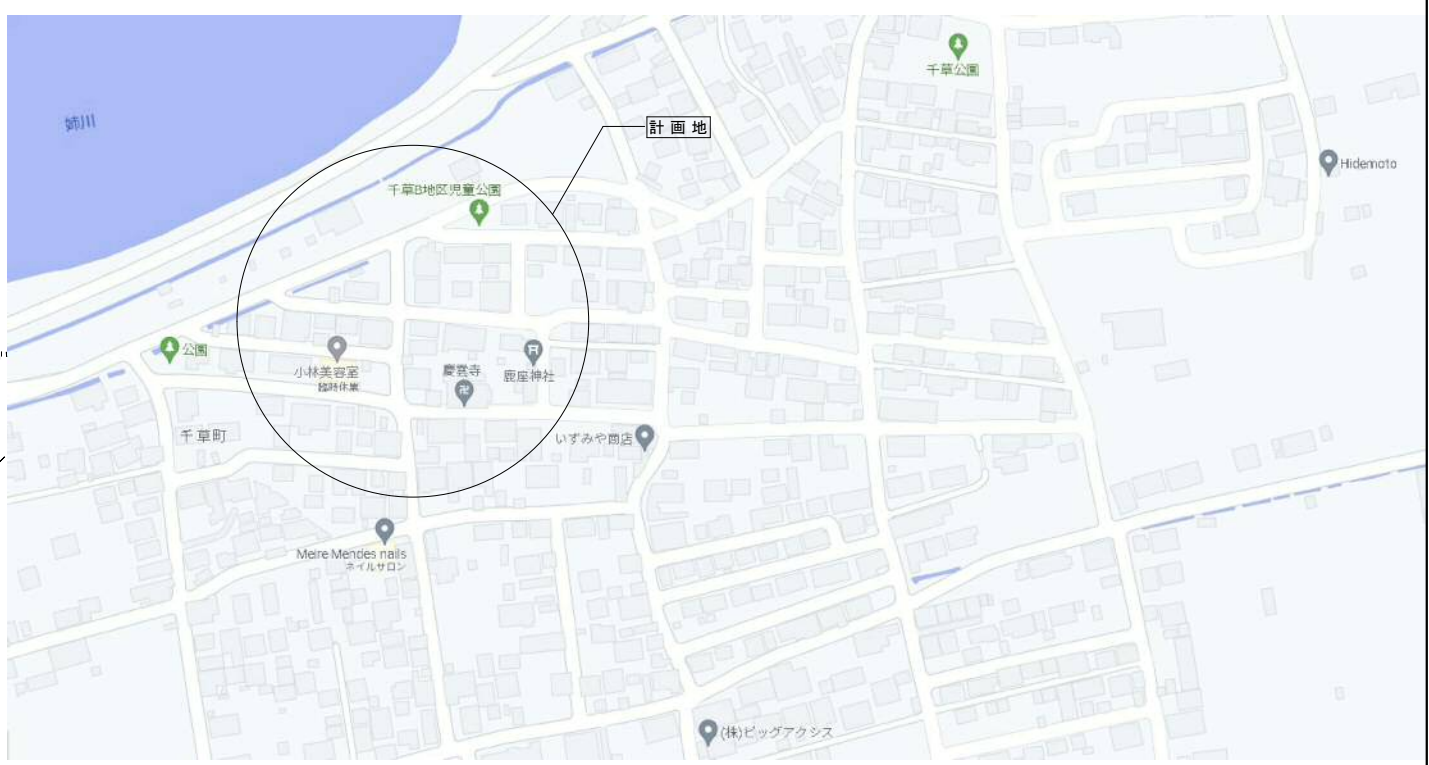 千草公園
姉川
計画地
Hidemoto
千草B地区児童公園
公園
小林美容室
臨時休業
慶雲寺
鹿座神社
千草町
いずみや商店
Meire Mendes nails
ネイルサロン
(株)ビッグアクシス